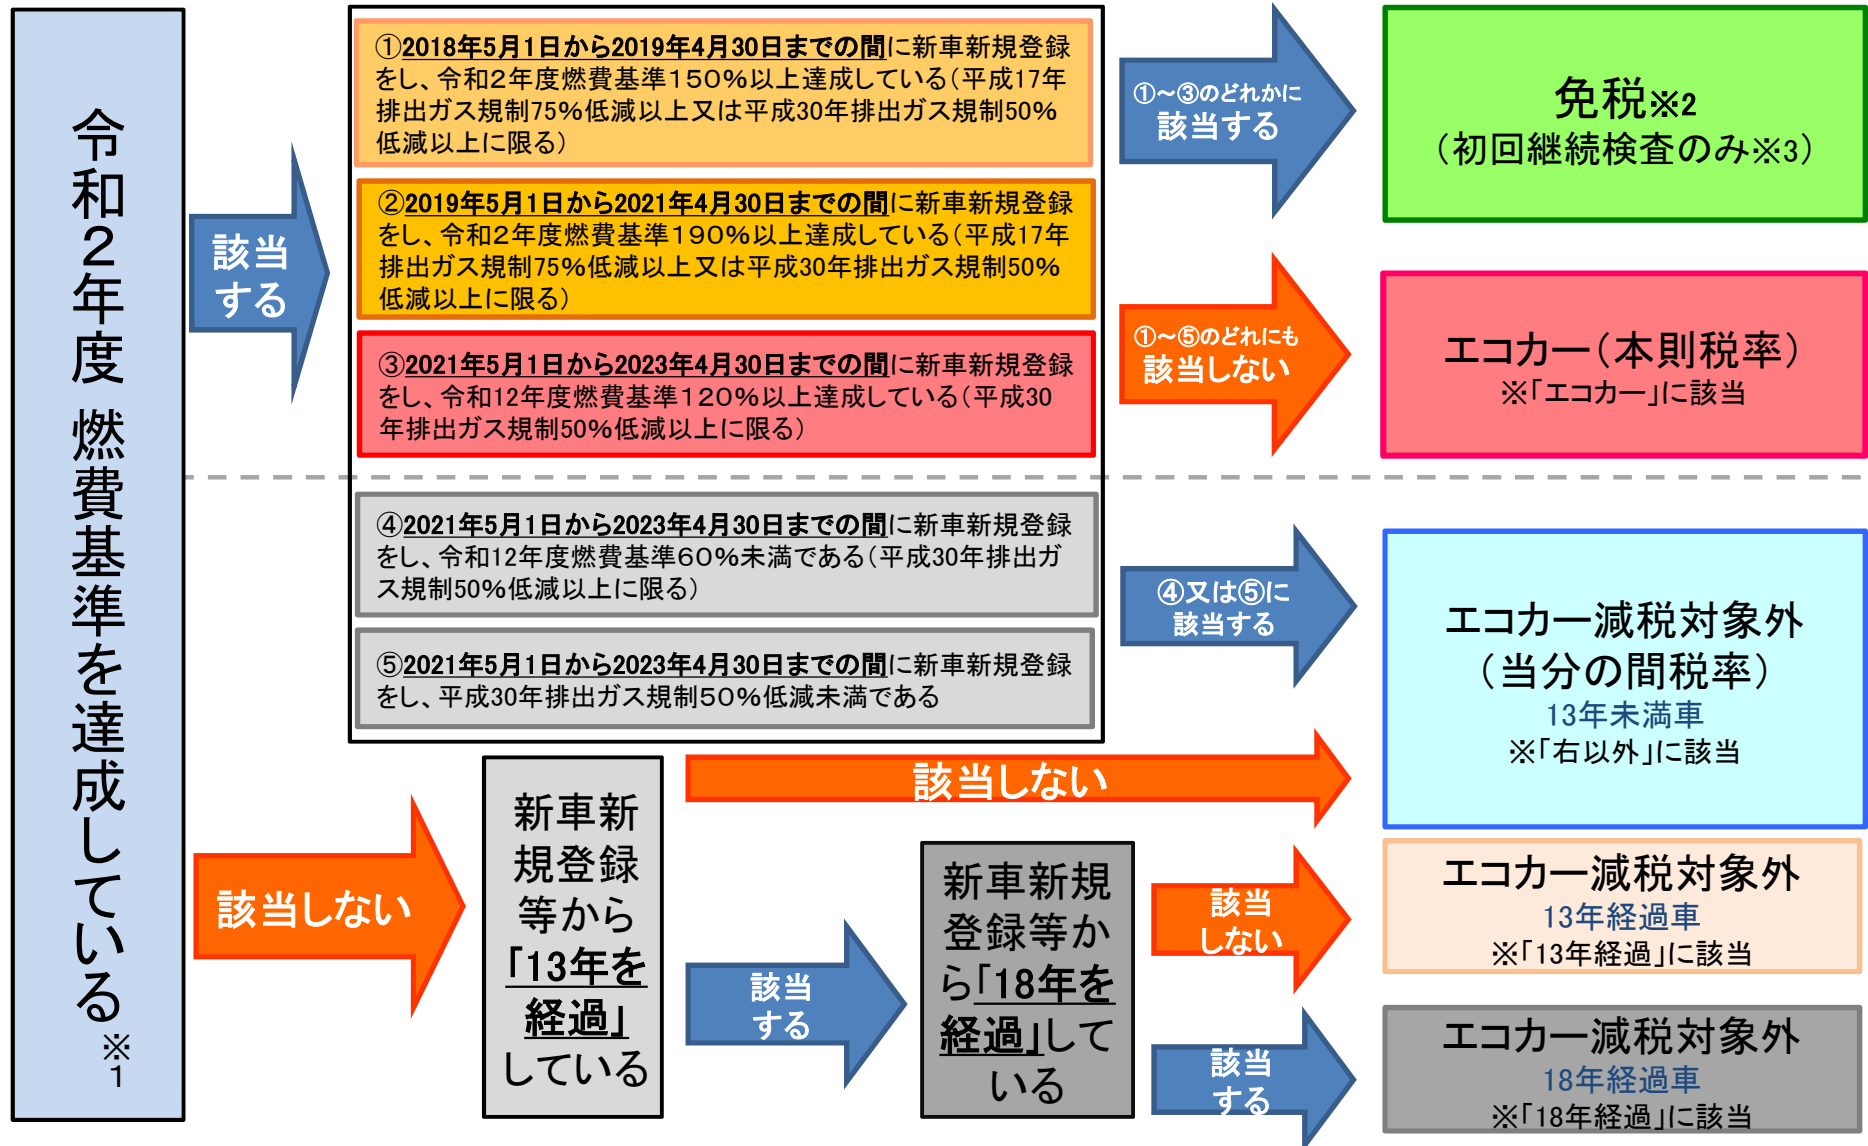 令和２年度 燃費基準を達成している※1
該当
する
①2018年5月1日から2019年4月30日までの間に新車新規登録
をし、令和２年度燃費基準１５０％以上達成している（平成17年
排出ガス規制75％低減以上又は平成30年排出ガス規制50％
低減以上に限る）
②2019年5月1日から2021年4月30日までの間に新車新規登録
をし、令和２年度燃費基準１９０％以上達成している（平成17年
排出ガス規制75％低減以上又は平成30年排出ガス規制50％
低減以上に限る）
③2021年5月1日から2023年4月30日までの間に新車新規登録
をし、令和12年度燃費基準１２０％以上達成している（平成30
年排出ガス規制50％低減以上に限る）
④2021年5月1日から2023年4月30日までの間に新車新規登録
をし、令和12年度燃費基準６０％未満である（平成30年排出ガ
ス規制50％低減以上に限る）
⑤2021年5月1日から2023年4月30日までの間に新車新規登録
をし、平成30年排出ガス規制５０％低減未満である
①～③のどれかに
該当する
免税※2
（初回継続検査のみ※3）
①～⑤のどれにも
該当しない
エコカー（本則税率）
※「エコカー」に該当
④又は⑤に
該当する
エコカー減税対象外
（当分の間税率）
13年未満車
※「右以外」に該当
該当しない
新車新
規登録
等から
「13年を
経過」
している
該当しない
該当
する
新車新規
登録等か
ら「18年を
経過」して
いる
該当
しない
エコカー減税対象外
13年経過車
※「13年経過」に該当
該当
する
エコカー減税対象外
18年経過車
※「18年経過」に該当